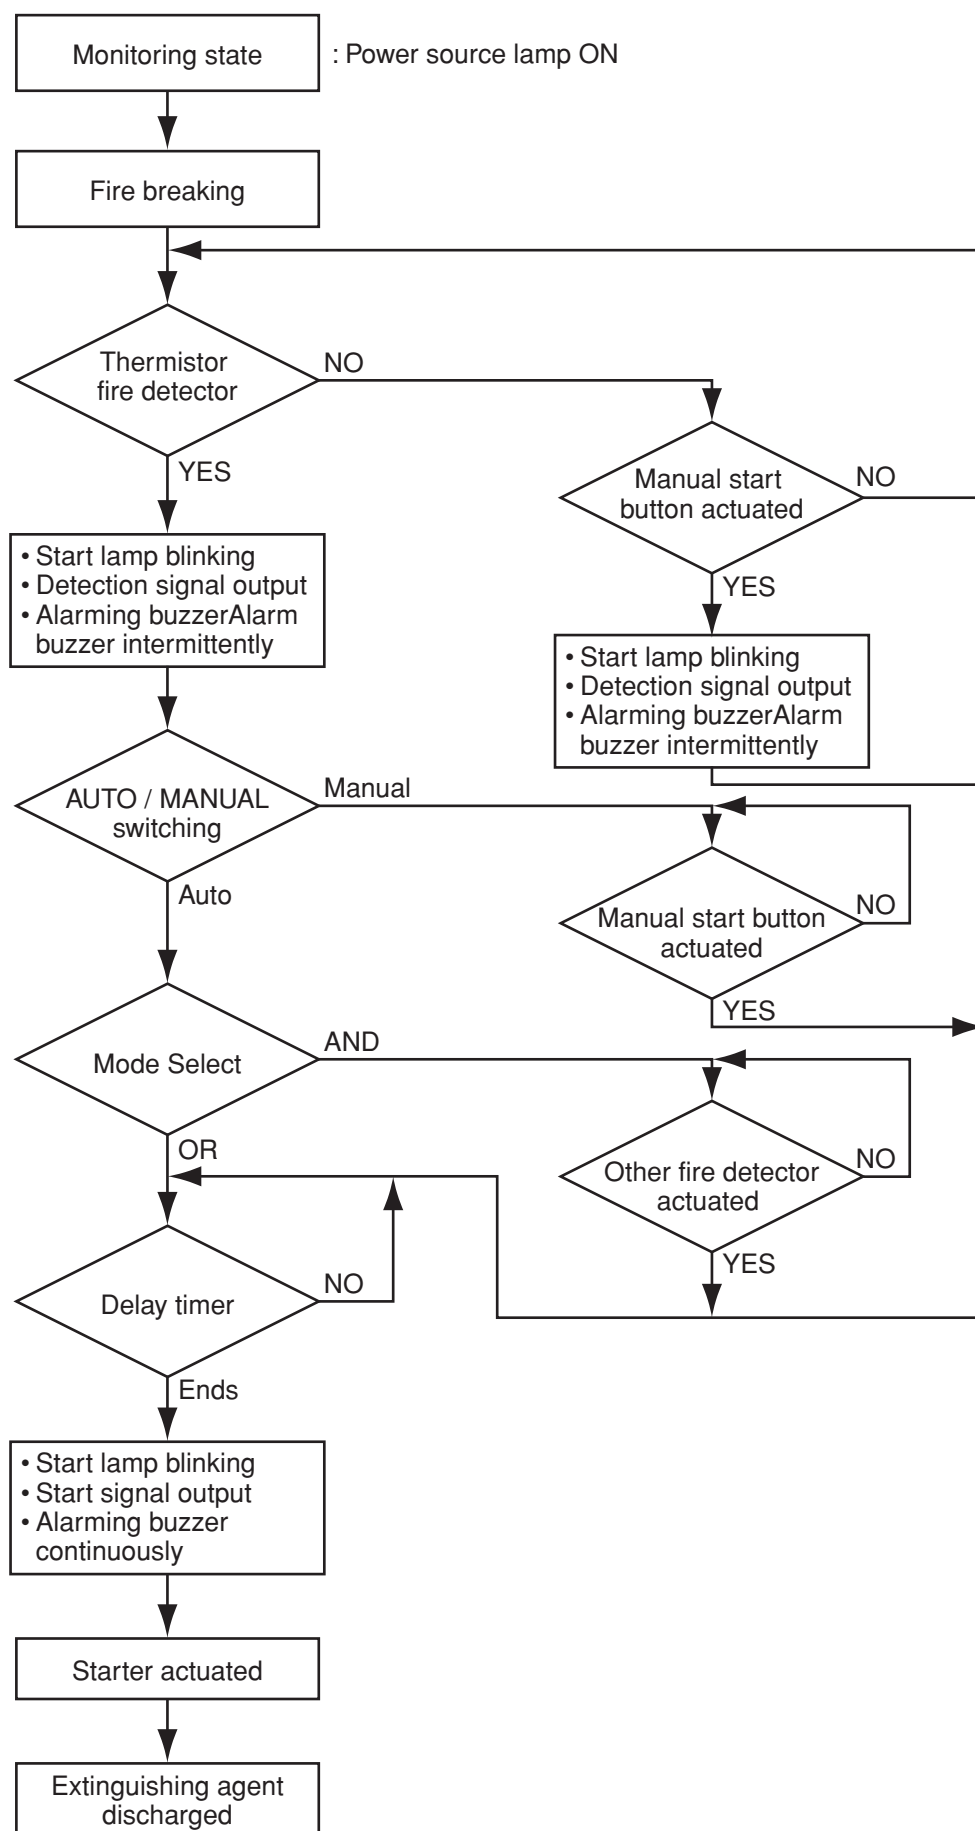 Monitoring state : Power source lamp ON
Fire breaking
Thermistor
fire detector
NO
YES
Manual start
button actuated
NO
YES
• Start lamp blinking
• Detection signal output
• Alarming buzzerAlarm
buzzer intermittently
• Start lamp blinking
• Detection signal output
• Alarming buzzerAlarm
buzzer intermittently
AUTO / MANUAL
switching
Manual
Auto
Manual start button
actuated
NO
YES
Mode Select
AND
OR
Other fire detector
actuated
NO
YES
Delay timer
NO
Ends
• Start lamp blinking
• Start signal output
• Alarming buzzer
continuously
Starter actuated
Extinguishing agent
discharged